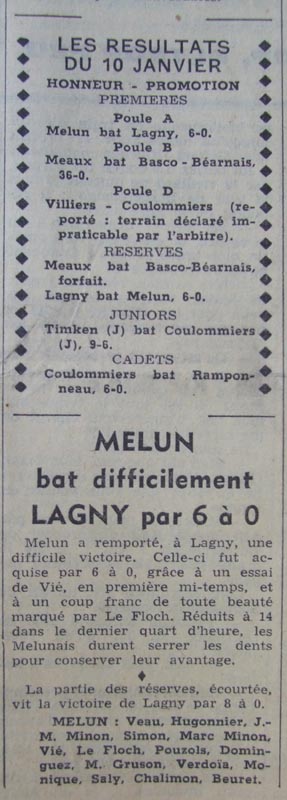 LES RESULTATS
DU 10 JANVIER
HONNEUR - PROMOTION
PREMIERES
Poule A
Melun bat Lagny, 6-0.
Poule B
Meaux bat Basco - Béarnais,
36-0.
Poule D
Villiers - Coulommiers (re-
porté : terrain déclaré im-
praticable par l'arbitre).
RESERVES
Meaux bat Basco-Béarnais,
forfait.
Lagny bat Melun, 6-0.
JUNIORS
Timken (J) bat Coulommiers
(J), 9-6.
CADETS
Coulommiers bat Rampon-
neau, 6-0.
MELUN
bat difficilement
LAGNY par 6 à 0
Melun a remporté, à Lagny, une
difficile victoire. Celle-ci fut ac-
quise par 6 à 0, grâce à un essai
de Vié, en première mi-temps, et
à un coup franc de toute beauté
marqué par Le Floch. Réduits à 14
dans le dernier quart d'heure, les
Melunais durent serrer les dents
pour conserver leur avantage.
La partie des réserves, écourtée,
vit la victoire de Lagny par 8 à 0.
MELUN : Veau, Hugonnier, J.-
M. Minon, Simon, Marc Minon,
Vié, Le Floch, Pouzols, Domin-
guez, M. Gruson, Verdoïa, Mo-
nique, Saly, Chalimon, Beuret.